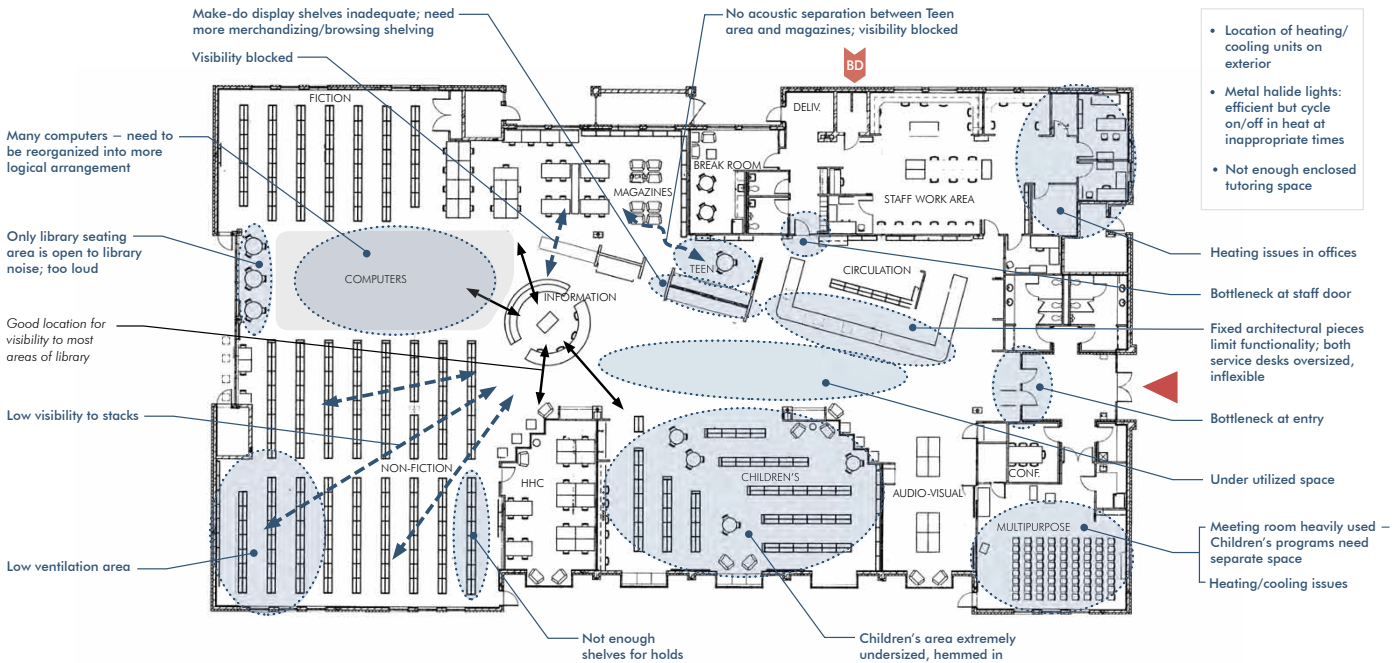 Make-do display shelves inadequate; need
more merchandizing/browsing shelving
No acoustic separation between Teen
area and magazines; visibility blocked
• Location of heating/
cooling units on
exterior
• Metal halide lights:
efficient but cycle
on/off in heat at
inappropriate times
• Not enough enclosed
tutoring space
Visibility blocked
BD
FICTION
DELIV.
Many computers – need to
be reorganized into more
logical arrangement
BREAK ROOM
MAGAZINES
STAFF WORK AREA
Only library seating
area is open to library
noise; too loud
Heating issues in offices
COMPUTERS
TEEN
CIRCULATION
INFORMATION
Bottleneck at staff door
Good location for
visibility to most
areas of library
Fixed architectural pieces
limit functionality; both
service desks oversized,
inflexible
Low visibility to stacks
Bottleneck at entry
NON-FICTION
HHC
CHILDREN'S
AUDIO-VISUAL
CONF.
Under utilized space
MULTIPURPOSE
Meeting room heavily used –
Children's programs need
separate space
Heating/cooling issues
Low ventilation area
Not enough
shelves for holds
Children's area extremely
undersized, hemmed in